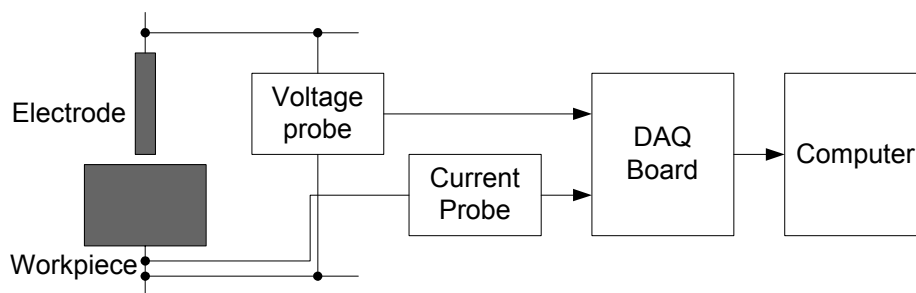 Electrode
Voltage
probe
DAQ
Board
Computer
Current
Probe
Workpiece